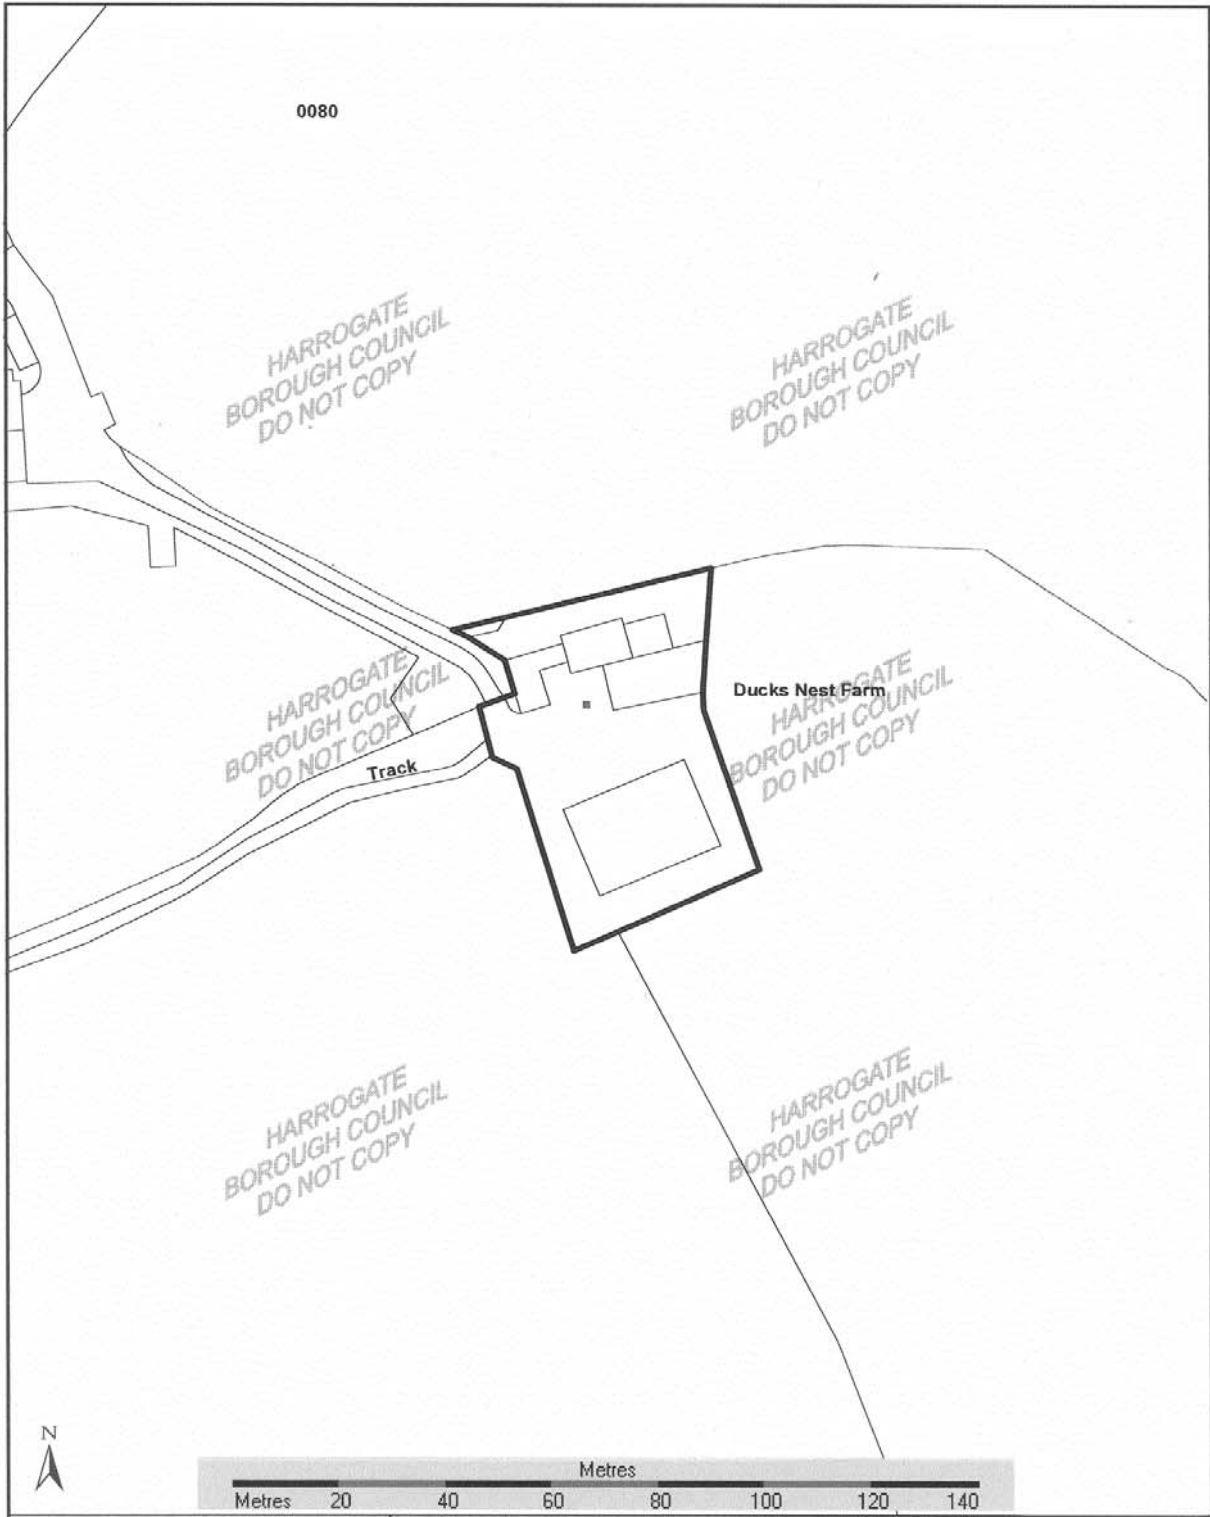 0080
HARROGATE
BOROUGH COUNCIL
DO NOT COPY
HARROGATE
BOROUGH COUNCIL
DO NOT COPY
HARROGATE
BOROUGH COUNCIL
DO NOT COPY
Track
Ducks Nest Farm
HARROGATE
BOROUGH COUNCIL
DO NOT COPY
HARROGATE
BOROUGH COUNCIL
DO NOT COPY
HARROGATE
BOROUGH COUNCIL
DO NOT COPY
N
Metres
Metres 20 40 60 80 100 120 140